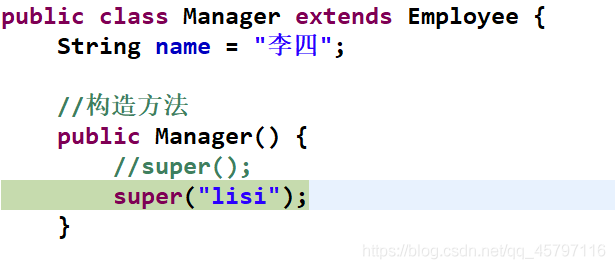 public class Manager extends Employee {
String name = "李四";
//构造方法
public Manager() {
//super();
super("lisi");
}
https://blog.csdn.net/qq_45797116